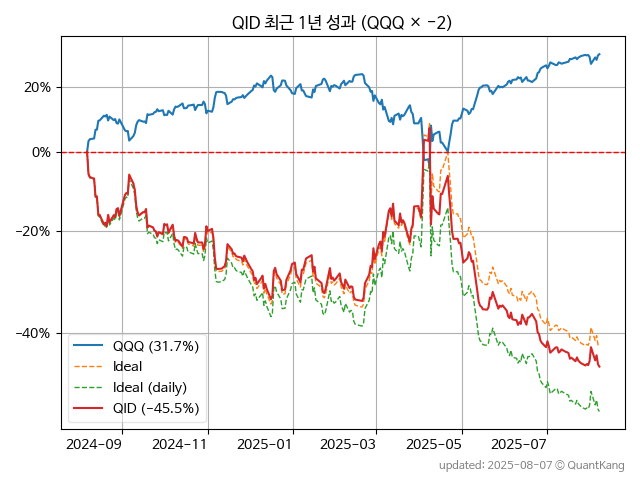 QID 최근 1년 성과 (QQQ × −2)
20%
0%
−20%
−40%
QQQ (31.7%)
Ideal
Ideal (daily)
QID (−45.5%)
2024-09 2024-11 2025-01 2025-03 2025-05 2025-07
updated: 2025-08-07 © QuantKang